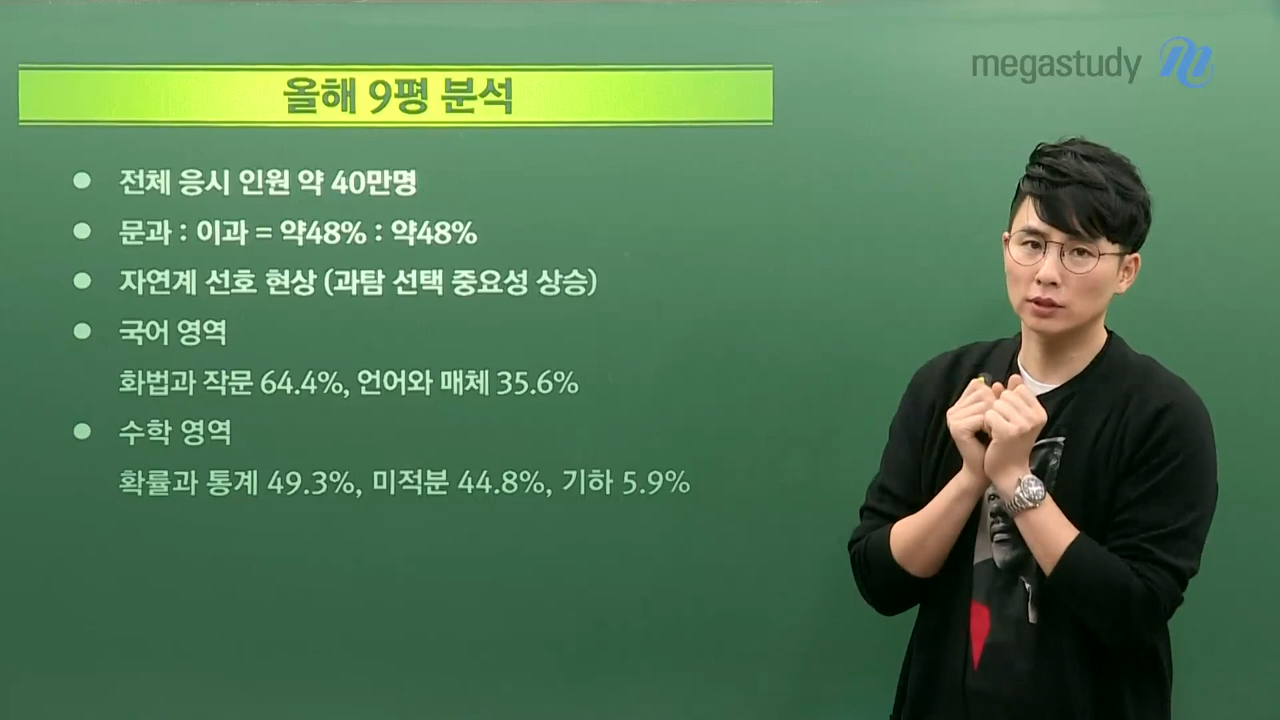 megastudy
올해 9평 분석
● 전체 응시 인원 약 40만명
● 문과 : 이과 = 약48% : 약48%
● 자연계 선호 현상 (과탐 선택 중요성 상승)
● 국어 영역
화법과 작문 64.4%, 언어와 매체 35.6%
● 수학 영역
확률과 통계 49.3%, 미적분 44.8%, 기하 5.9%